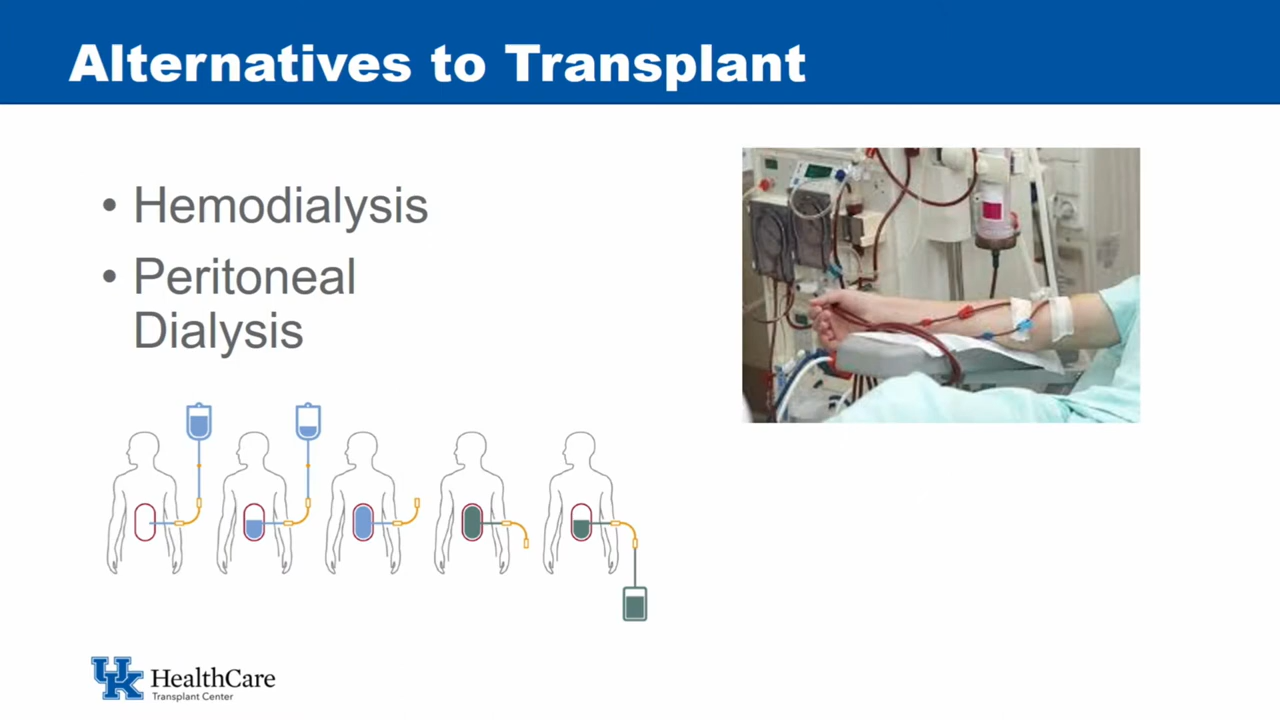 Alternatives to Transplant
• Hemodialysis
• Peritoneal
Dialysis
UK HealthCare
Transplant Center